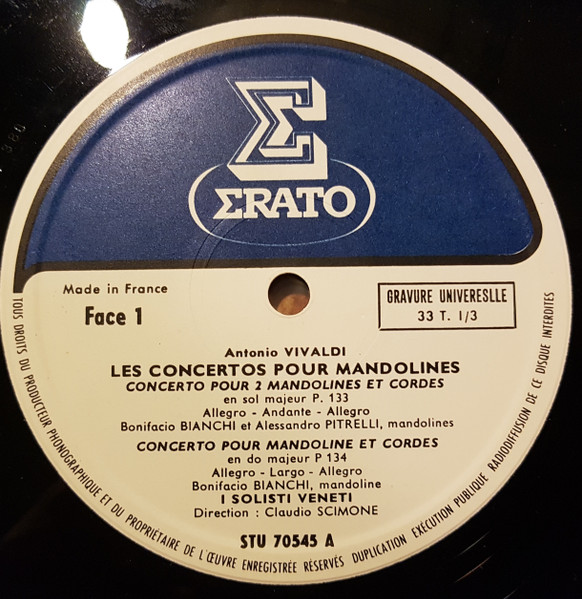 ΣRATO
Made in France
Face 1
GRAVURE UNIVERESLLE
33 T. 1/3
Antonio VIVALDI
LES CONCERTOS POUR MANDOLINES
CONCERTO POUR 2 MANDOLINES ET CORDES
en sol majeur P. 133
Allegro - Andante - Allegro
Bonifacio BIANCHI et Alessandro PITRELLI, mandolines
CONCERTO POUR MANDOLINE ET CORDES
en do majeur P 134
Allegro - Largo - Allegro
Bonifacio BIANCHI, mandoline
I SOLISTI VENETI
Direction : Claudio SCIMONE
STU 70545 A
TOUS DROITS DU PRODUCTEUR PHONOGRAPHIQUE ET DU PROPRIÉTAIRE DE L'ŒUVRE ENREGISTRÉE RÉSERVÉS DUPLICATION EXÉCUTION PUBLIQUE RADIODIFFUSION DE CE DISQUE INTERDITES